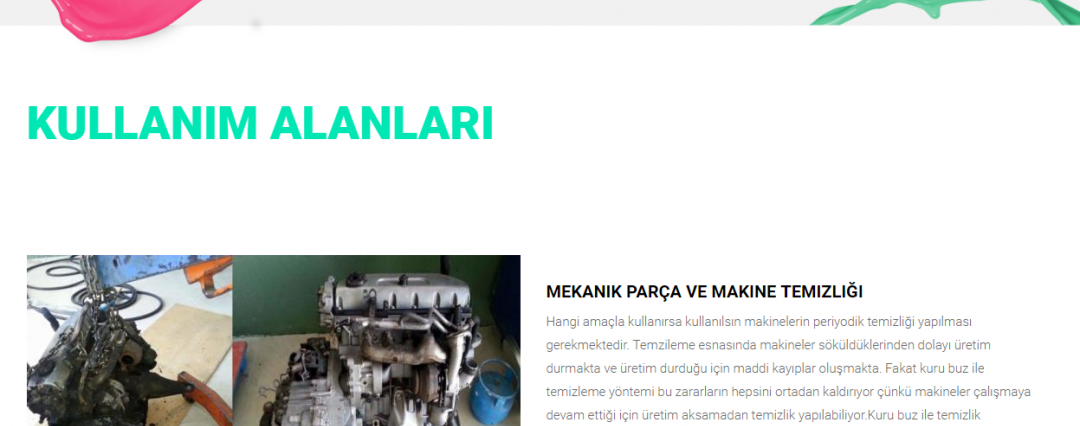 KULLANIM ALANLARI
MEKANIK PARÇA VE MAKINE TEMIZLIĞI
Hangi amaçla kullanırsa kullanılsın makinelerin periyodik temizliği yapılması
gerekmektedir. Temzileme esnasında makineler söküldüklerinden dolayı üretim
durmakta ve üretim durduğu için maddi kayıplar oluşmakta. Fakat kuru buz ile
temizleme yöntemi bu zararların hepsini ortadan kaldırıyor çünkü makineler çalışmaya
devam ettiği için üretim aksamadan temizlik yapılabiliyor.Kuru buz ile temizlik